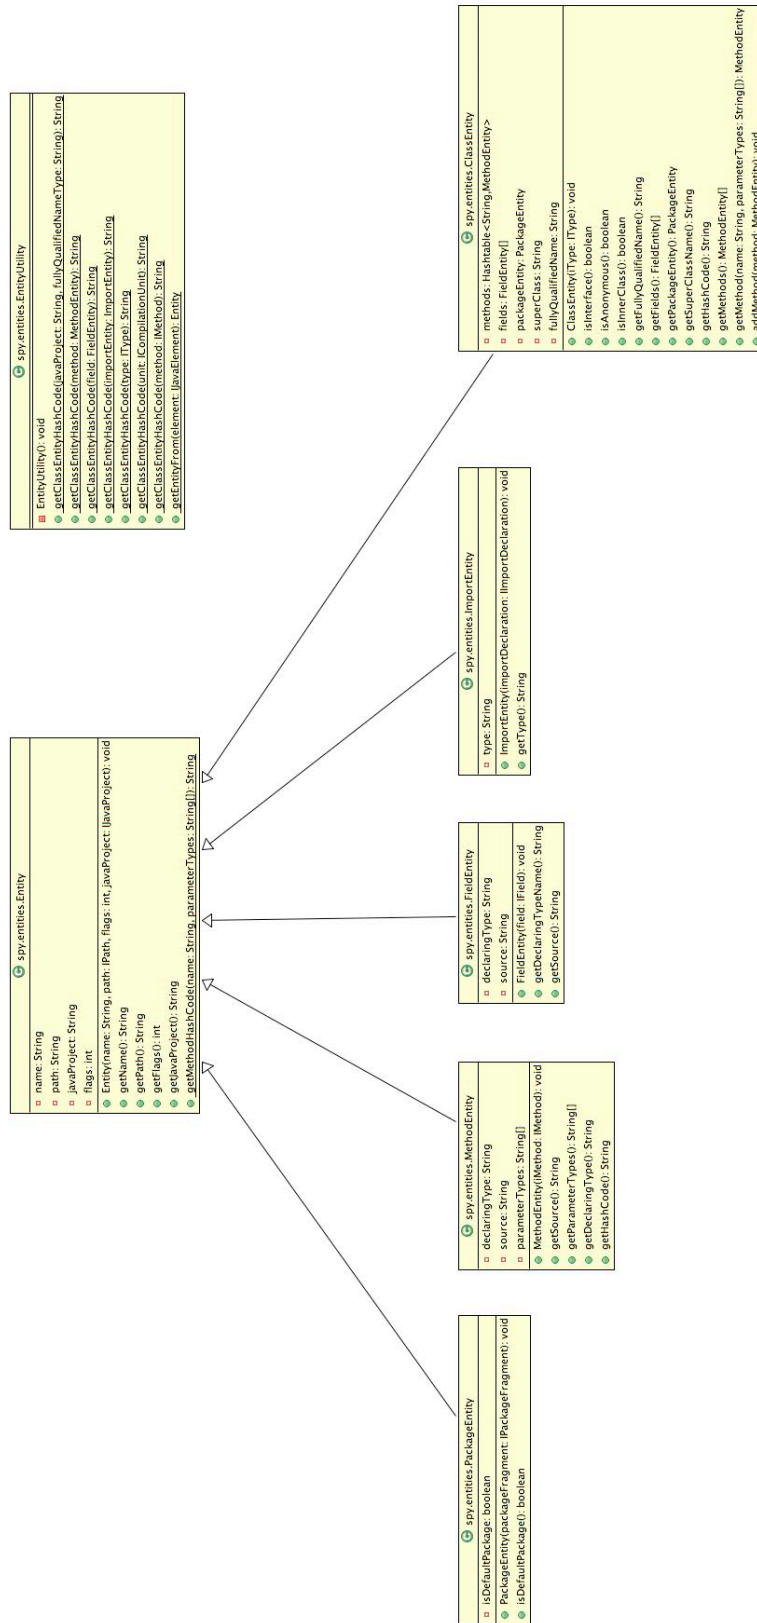 spy.entities.Entity
name: String
path: String
javaProject: String
flags: int
Entity(name: String, path: IPath, flags: int, javaProject: IJavaProject): void
getName(): String
getPath(): String
getFlags(): int
getJavaProject(): String
getMethodHashCode(name: String, parameterTypes: String[]): String
spy.entities.EntityUtility
EntityUtility(): void
getClassEntityHashCode(javaProject: String, fullyQualifiedNameType: String): String
getClassEntityHashCode(method: MethodEntity): String
getClassEntityHashCode(field: FieldEntity): String
getClassEntityHashCode(importEntity: ImportEntity): String
getClassEntityHashCode(type: IType): String
getClassEntityHashCode(unit: ICompilationUnit): String
getClassEntityHashCode(method: IMethod): String
getEntityFrom(element: IJavaElement): Entity
spy.entities.PackageEntity
isDefaultPackage: boolean
PackageEntity(packageFragment: IPackageFragment): void
isDefaultPackage(): boolean
spy.entities.MethodEntity
declaringType: String
source: String
parameterTypes: String[]
MethodEntity(iMethod: IMethod): void
getSource(): String
getParameterTypes(): String[]
getDeclaringType(): String
getHashCode(): String
spy.entities.FieldEntity
declaringType: String
source: String
FieldEntity(field: IField): void
getDeclaringTypeName(): String
getSource(): String
spy.entities.ImportEntity
type: String
ImportEntity(importDeclaration: IImportDeclaration): void
getType(): String
spy.entities.ClassEntity
methods: Hashtable<String,MethodEntity>
fields: FieldEntity[]
packageEntity: PackageEntity
superClass: String
fullyQualifiedName: String
ClassEntity(iType: IType): void
isInterface(): boolean
isAnonymous(): boolean
isInnerClass(): boolean
getFullyQualifiedName(): String
getFields(): FieldEntity[]
getPackageEntity(): PackageEntity
getSuperClassName(): String
getHashCode(): String
getMethods(): MethodEntity[]
getMethod(name: String, parameterTypes: String[]): MethodEntity
addMethod(method: MethodEntity): void